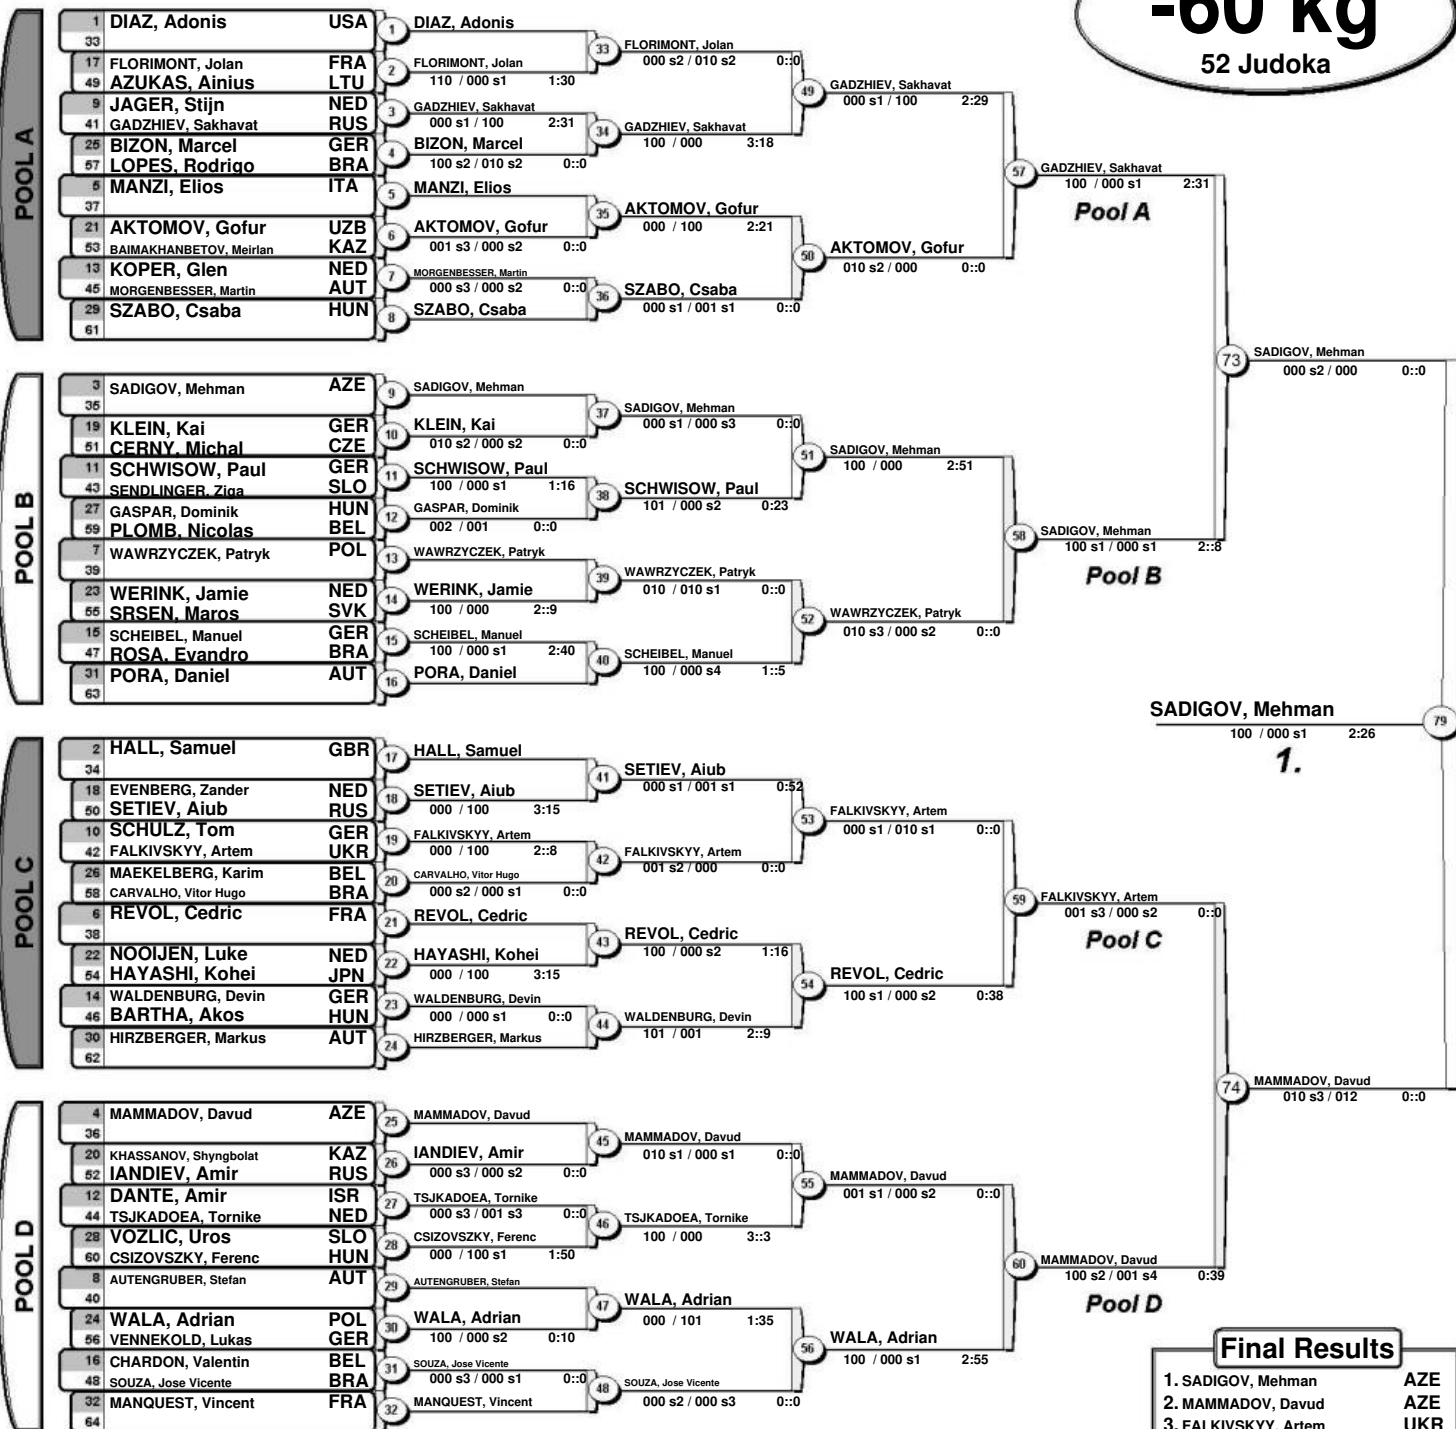 -60 kg
52 Judoka
POOL A
1 DIAZ, Adonis USA
33
17 FLORIMONT, Jolan FRA
49 AZUKAS, Ainius LTU
9 JAGER, Stijn NED
41 GADZHIEV, Sakhavat RUS
25 BIZON, Marcel GER
57 LOPES, Rodrigo BRA
5 MANZI, Elios ITA
37
21 AKTOMOV, Gofur UZB
53 BAIMAKHANBETOV, Meirlan KAZ
13 KOPER, Glen NED
45 MORGENBESSER, Martin AUT
29 SZABO, Csaba HUN
61
1 DIAZ, Adonis
2 FLORIMONT, Jolan
110 / 000 s1 1:30
3 GADZHIEV, Sakhavat
000 s1 / 100 2:31
4 BIZON, Marcel
100 s2 / 010 s2 0::0
5 MANZI, Elios
6 AKTOMOV, Gofur
001 s3 / 000 s2 0::0
7 MORGENBESSER, Martin
000 s3 / 000 s2 0::0
8 SZABO, Csaba
33 FLORIMONT, Jolan
000 s2 / 010 s2 0::0
34 GADZHIEV, Sakhavat
100 / 000 3:18
35 AKTOMOV, Gofur
000 / 100 2:21
36 SZABO, Csaba
000 s1 / 001 s1 0::0
49 GADZHIEV, Sakhavat
000 s1 / 100 2:29
50 AKTOMOV, Gofur
010 s2 / 000 0::0
57 GADZHIEV, Sakhavat
100 / 000 s1 2:31
Pool A
POOL B
3 SADIGOV, Mehman AZE
35
19 KLEIN, Kai GER
51 CERNY, Michal CZE
11 SCHWISOW, Paul GER
43 SENDLINGER, Ziga SLO
27 GASPAR, Dominik HUN
59 PLOMB, Nicolas BEL
7 WAWRZYCZEK, Patryk POL
39
23 WERINK, Jamie NED
55 SRSEN, Maros SVK
15 SCHEIBEL, Manuel GER
47 ROSA, Evandro BRA
31 PORA, Daniel AUT
63
9 SADIGOV, Mehman
10 KLEIN, Kai
010 s2 / 000 s2 0::0
11 SCHWISOW, Paul
100 / 000 s1 1:16
12 GASPAR, Dominik
002 / 001 0::0
13 WAWRZYCZEK, Patryk
14 WERINK, Jamie
100 / 000 2::9
15 SCHEIBEL, Manuel
100 / 000 s1 2:40
16 PORA, Daniel
37 SADIGOV, Mehman
000 s1 / 000 s3 0::0
38 SCHWISOW, Paul
101 / 000 s2 0:23
39 WAWRZYCZEK, Patryk
010 / 010 s1 0::0
40 SCHEIBEL, Manuel
100 / 000 s4 1::5
51 SADIGOV, Mehman
100 / 000 2:51
52 WAWRZYCZEK, Patryk
010 s3 / 000 s2 0::0
58 SADIGOV, Mehman
100 s1 / 000 s1 2::8
Pool B
73 SADIGOV, Mehman
000 s2 / 000 0::0
SADIGOV, Mehman 79
100 / 000 s1 2:26
1.
POOL C
2 HALL, Samuel GBR
34
18 EVENBERG, Zander NED
50 SETIEV, Aiub RUS
10 SCHULZ, Tom GER
42 FALKIVSKYY, Artem UKR
26 MAEKELBERG, Karim BEL
58 CARVALHO, Vitor Hugo BRA
6 REVOL, Cedric FRA
38
22 NOOIJEN, Luke NED
54 HAYASHI, Kohei JPN
14 WALDENBURG, Devin GER
46 BARTHA, Akos HUN
30 HIRZBERGER, Markus AUT
62
17 HALL, Samuel
18 SETIEV, Aiub
000 / 100 3:15
19 FALKIVSKYY, Artem
000 / 100 2::8
20 CARVALHO, Vitor Hugo
000 s2 / 000 s1 0::0
21 REVOL, Cedric
22 HAYASHI, Kohei
000 / 100 3:15
23 WALDENBURG, Devin
000 / 000 s1 0::0
24 HIRZBERGER, Markus
41 SETIEV, Aiub
000 s1 / 001 s1 0:52
42 FALKIVSKYY, Artem
001 s2 / 000 0::0
43 REVOL, Cedric
100 / 000 s2 1:16
44 WALDENBURG, Devin
101 / 001 2::9
53 FALKIVSKYY, Artem
000 s1 / 010 s1 0::0
54 REVOL, Cedric
100 s1 / 000 s2 0:38
59 FALKIVSKYY, Artem
001 s3 / 000 s2 0::0
Pool C
POOL D
4 MAMMADOV, Davud AZE
36
20 KHASSANOV, Shyngbolat KAZ
52 IANDIEV, Amir RUS
12 DANTE, Amir ISR
44 TSJKADOEA, Tornike NED
28 VOZLIC, Uros SLO
60 CSIZOVSZKY, Ferenc HUN
8 AUTENGRUBER, Stefan AUT
40
24 WALA, Adrian POL
56 VENNEKOLD, Lukas GER
16 CHARDON, Valentin BEL
48 SOUZA, Jose Vicente BRA
32 MANQUEST, Vincent FRA
64
25 MAMMADOV, Davud
26 IANDIEV, Amir
000 s3 / 000 s2 0::0
27 TSJKADOEA, Tornike
000 s3 / 001 s3 0::0
28 CSIZOVSZKY, Ferenc
000 / 100 s1 1:50
29 AUTENGRUBER, Stefan
30 WALA, Adrian
100 / 000 s2 0:10
31 SOUZA, Jose Vicente
000 s3 / 000 s1 0::0
32 MANQUEST, Vincent
45 MAMMADOV, Davud
010 s1 / 000 s1 0::0
46 TSJKADOEA, Tornike
100 / 000 3::3
47 WALA, Adrian
000 / 101 1:35
48 SOUZA, Jose Vicente
000 s2 / 000 s3 0::0
55 MAMMADOV, Davud
001 s1 / 000 s2 0::0
56 WALA, Adrian
100 / 000 s1 2:55
60 MAMMADOV, Davud
100 s2 / 001 s4 0:39
Pool D
74 MAMMADOV, Davud
010 s3 / 012 0::0
Final Results
1. SADIGOV, Mehman AZE
2. MAMMADOV, Davud AZE
3. FALKIVSKYY, Artem UKR